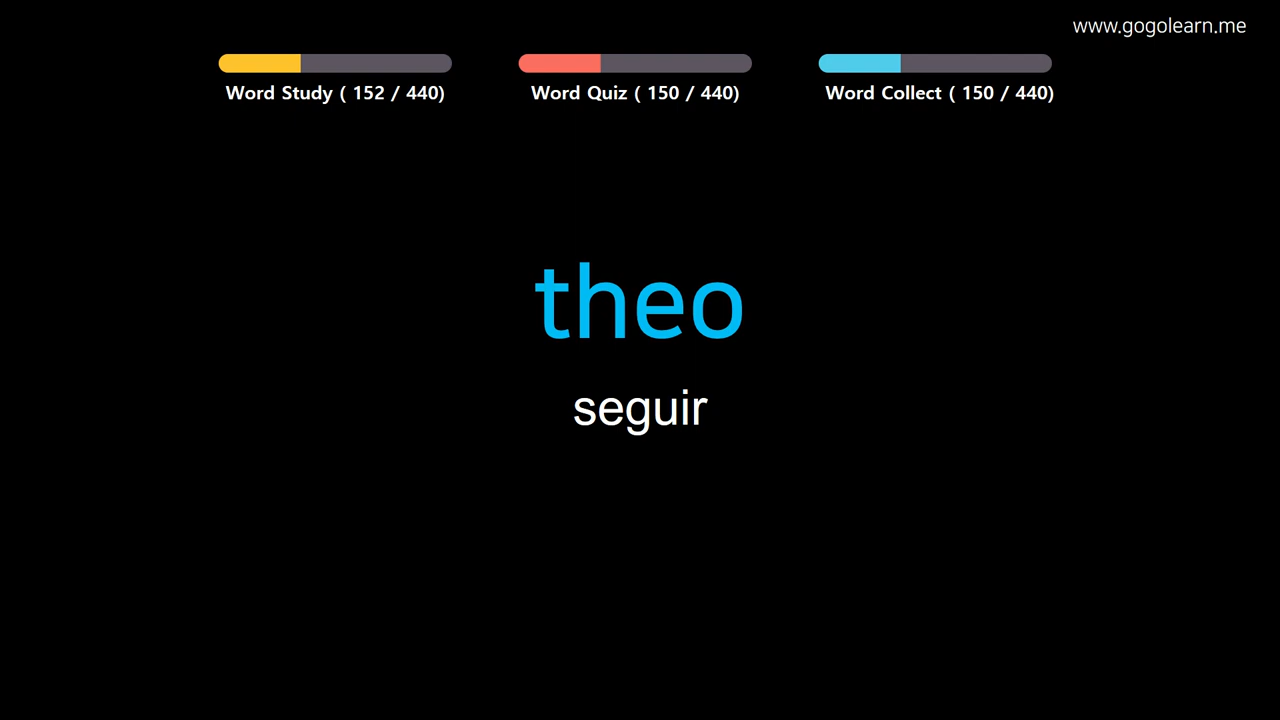 www.gogolearn.me
Word Study ( 152 / 440)
Word Quiz ( 150 / 440)
Word Collect ( 150 / 440)
theo
seguir